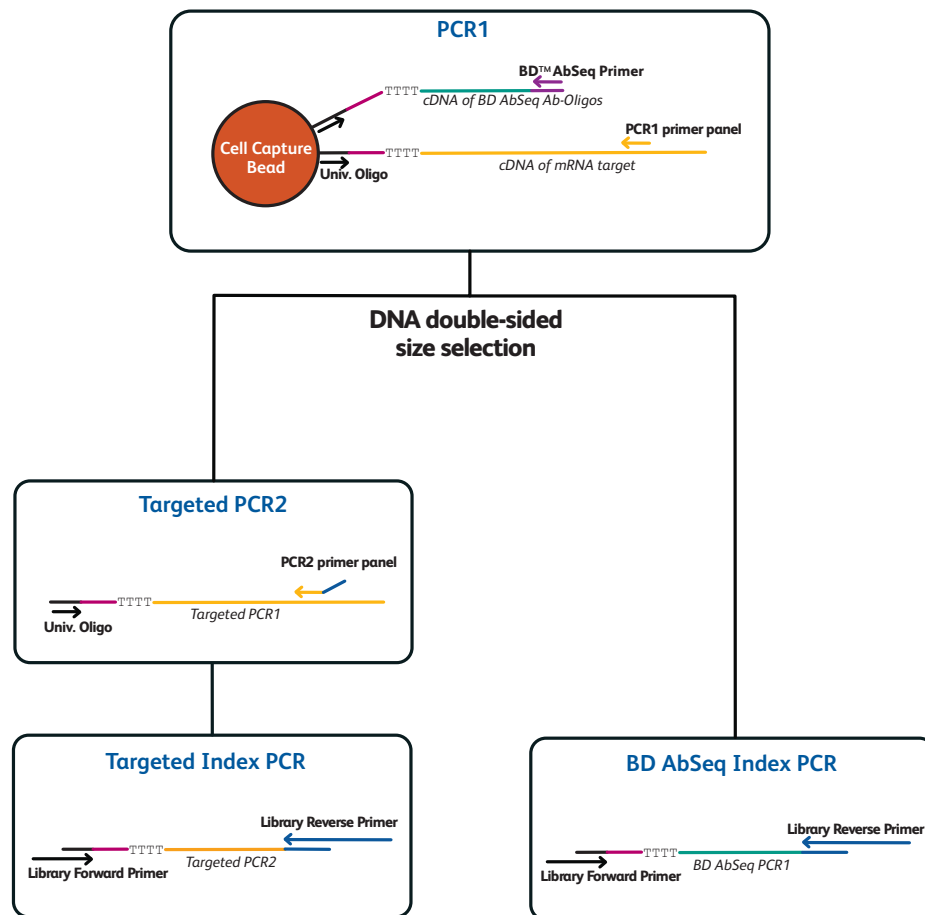 PCR1
BD™ AbSeq Primer
TTTT
cDNA of BD AbSeq Ab-Oligos
Cell Capture
Bead
PCR1 primer panel
TTTT
cDNA of mRNA target
Univ. Oligo
DNA double-sided
size selection
Targeted PCR2
PCR2 primer panel
TTTT
Targeted PCR1
Univ. Oligo
Targeted Index PCR
Library Reverse Primer
TTTT
Targeted PCR2
Library Forward Primer
BD AbSeq Index PCR
Library Reverse Primer
TTTT
BD AbSeq PCR1
Library Forward Primer